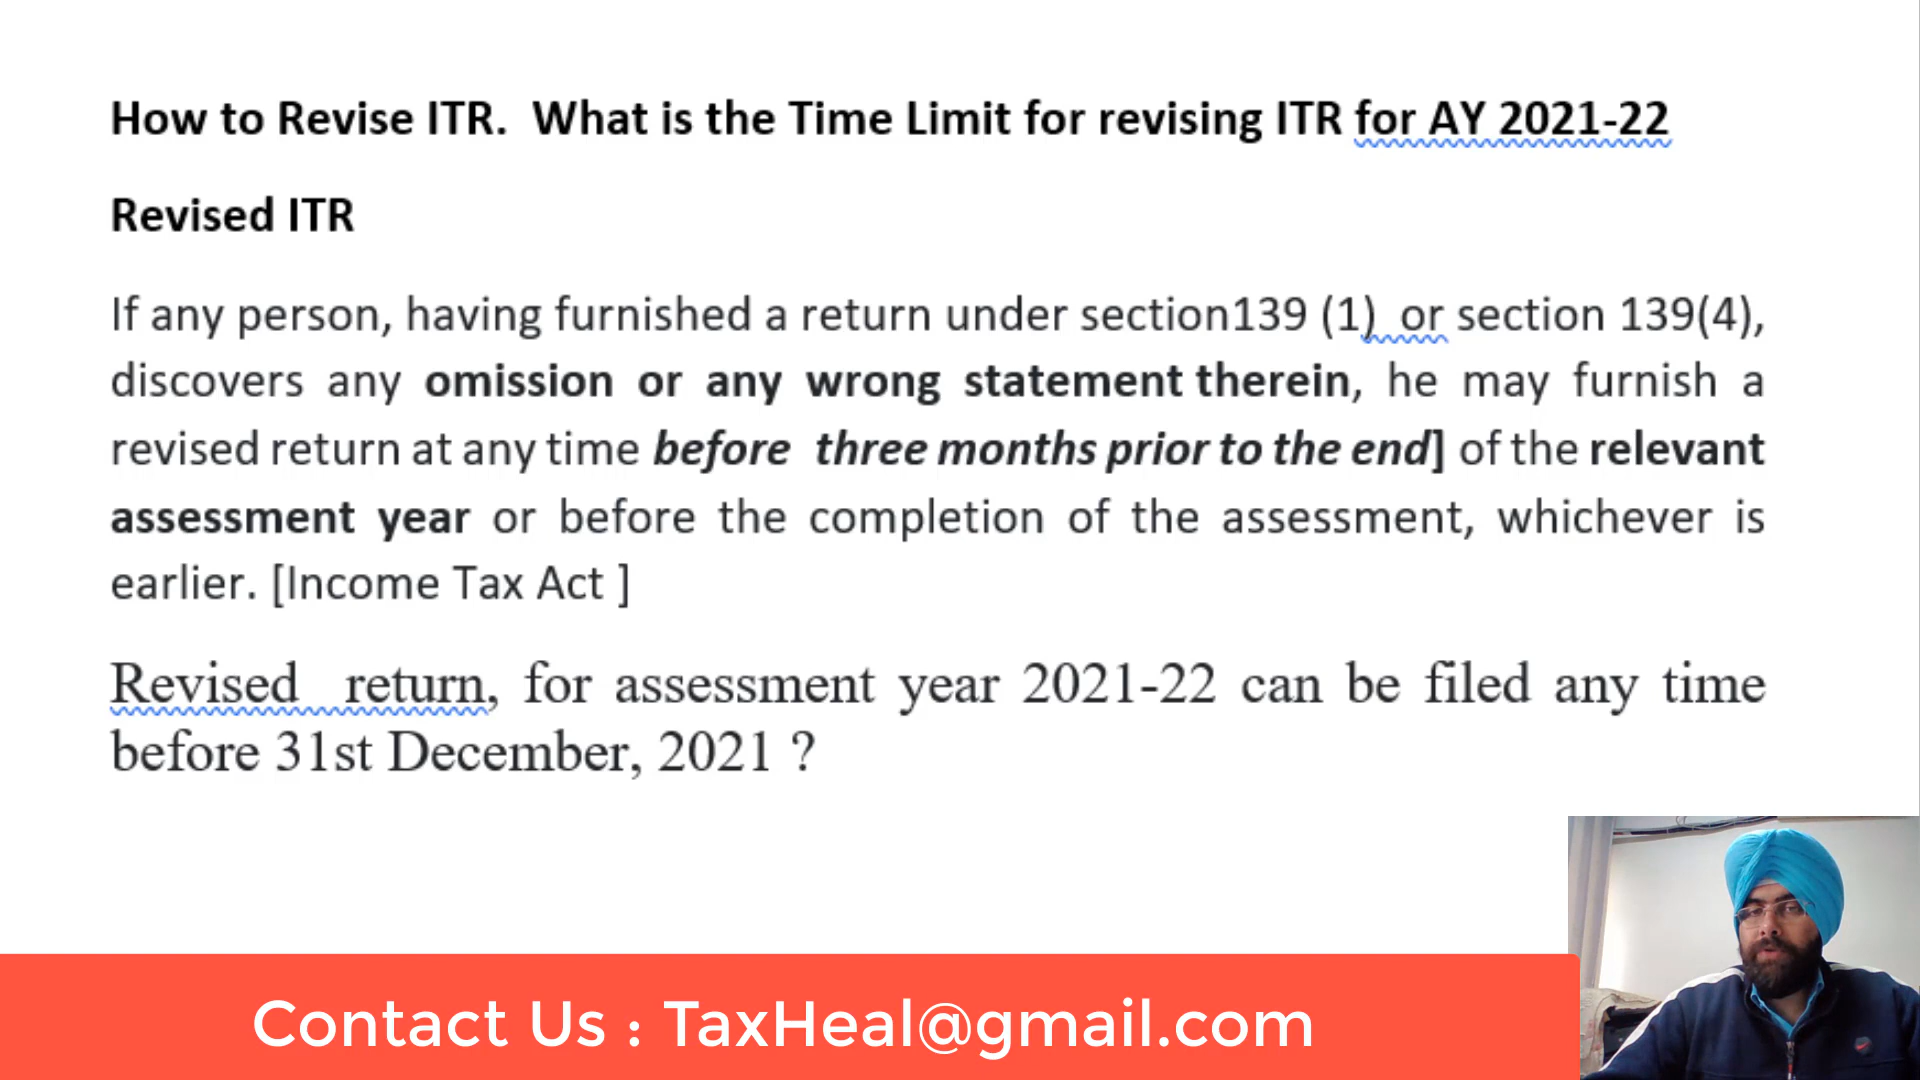 How to Revise ITR.  What is the Time Limit for revising ITR for AY 2021-22
Revised ITR
If any person, having furnished a return under section139 (1)  or section 139(4),
discovers any omission or any wrong statement therein, he may furnish a
revised return at any time before  three months prior to the end] of the relevant
assessment year or before the completion of the assessment, whichever is
earlier. [Income Tax Act ]
Revised  return, for assessment year 2021-22 can be filed any time
before 31st December, 2021 ?
Contact Us : TaxHeal@gmail.com